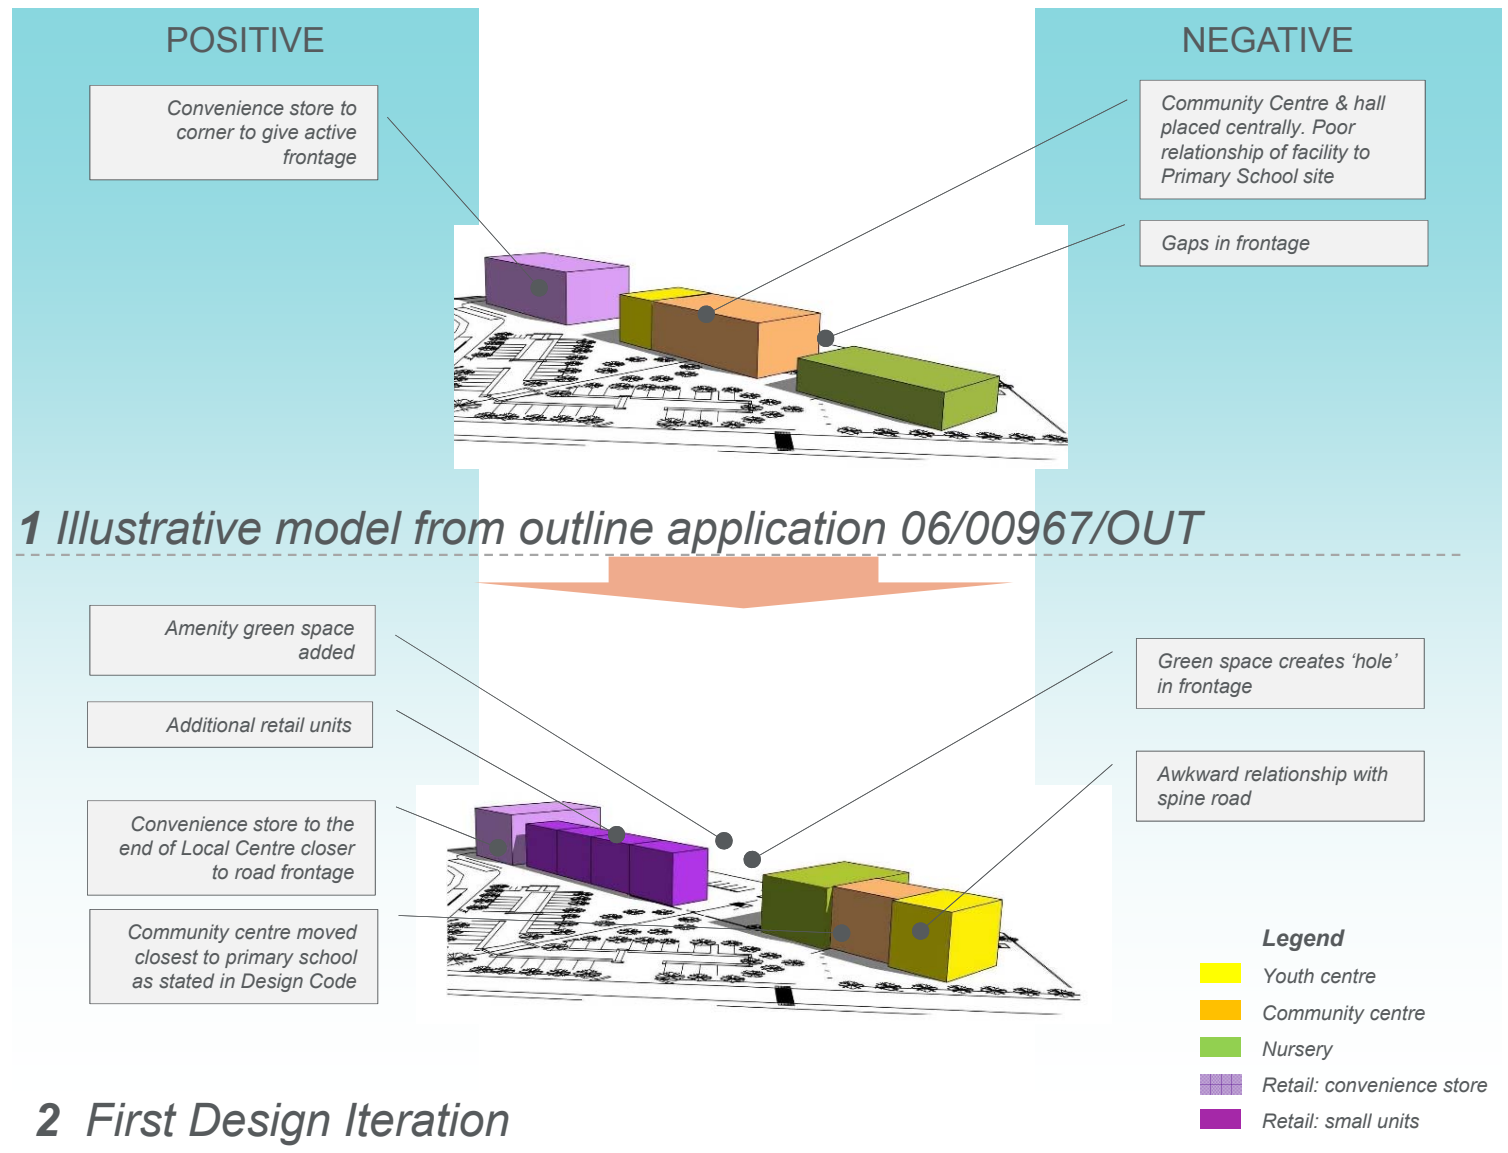 POSITIVE
NEGATIVE
Convenience store to
corner to give active
frontage
Community Centre & hall
placed centrally. Poor
relationship of facility to
Primary School site
Gaps in frontage
1 Illustrative model from outline application 06/00967/OUT
Amenity green space
added
Additional retail units
Convenience store to the
end of Local Centre closer
to road frontage
Community centre moved
closest to primary school
as stated in Design Code
Green space creates ‘hole’
in frontage
Awkward relationship with
spine road
Legend
Youth centre
Community centre
Nursery
Retail: convenience store
Retail: small units
2 First Design Iteration